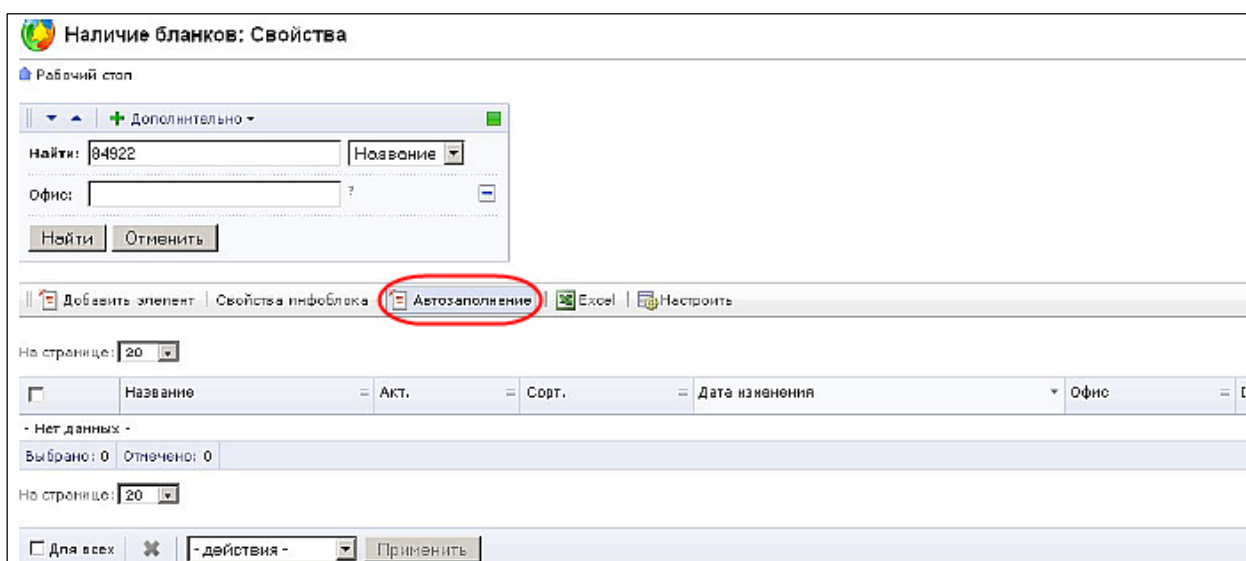 Наличие бланков: Свойства
Рабочий стол
Дополнительно
Найти: 84922 Название
Офис: ?
Найти Отменить
Добавить элемент Свойства инфоблока Автозаполнение Excel Настроить
На странице: 20
Название Акт. Сорт. Дата изменения Офис
- Нет данных -
Выбрано: 0 Отмечено: 0
На странице: 20
Для всех - действия - Применить